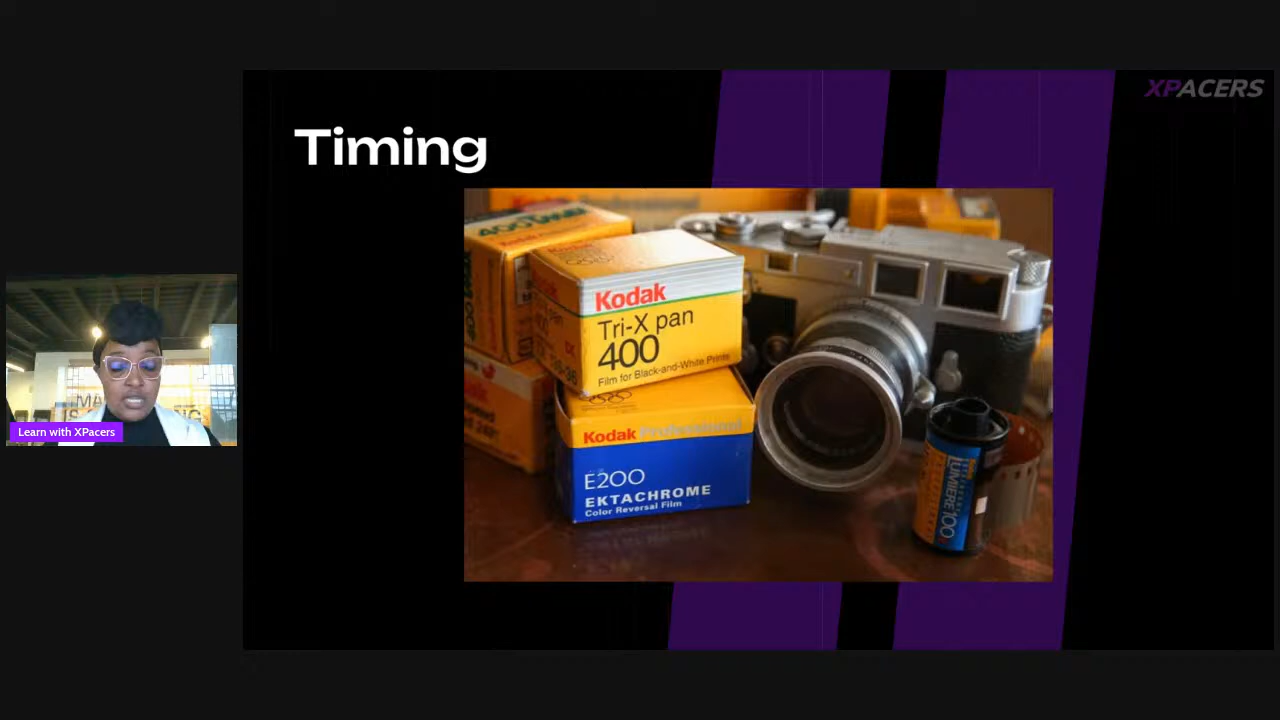 XPACERS
Timing
400
Kodak
Tri-X pan
400
Film for Black-and-White Prints
Kodak Professional
E200
EKTACHROME
Color Reversal Film
LUMIERE 100
Learn with XPacers